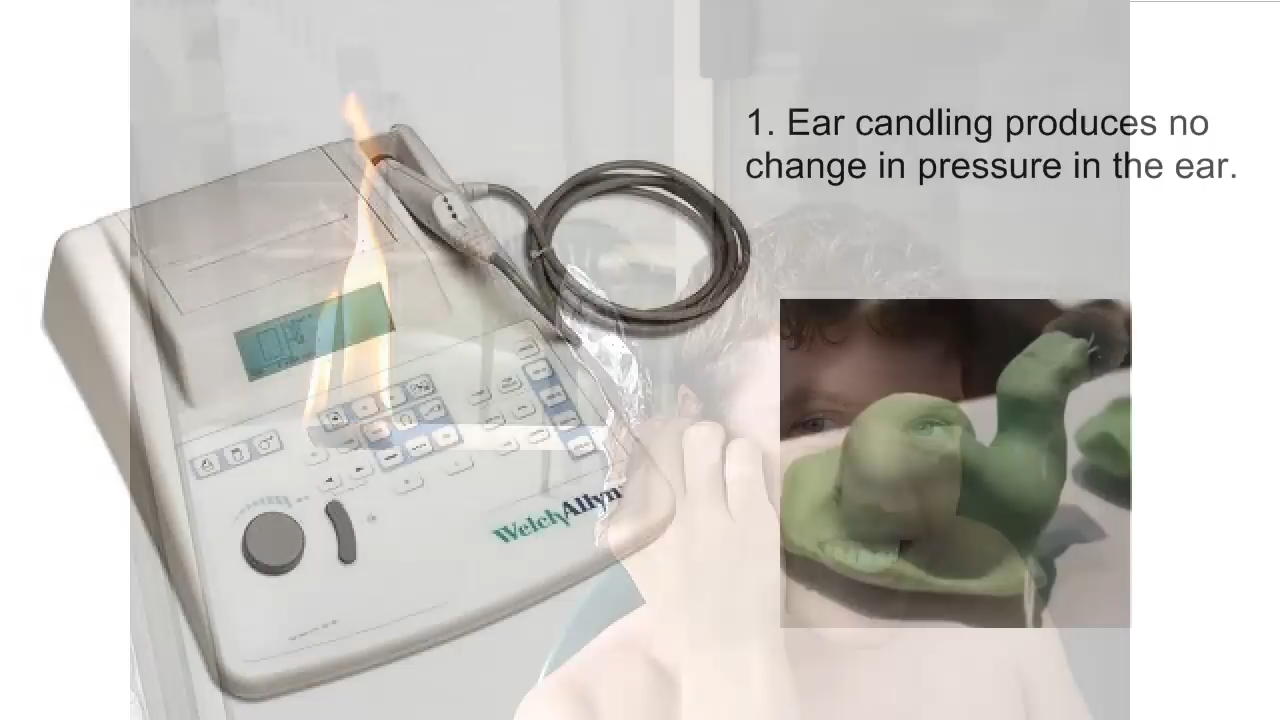 1. Ear candling produces no
change in pressure in the ear.
WelchAllyn